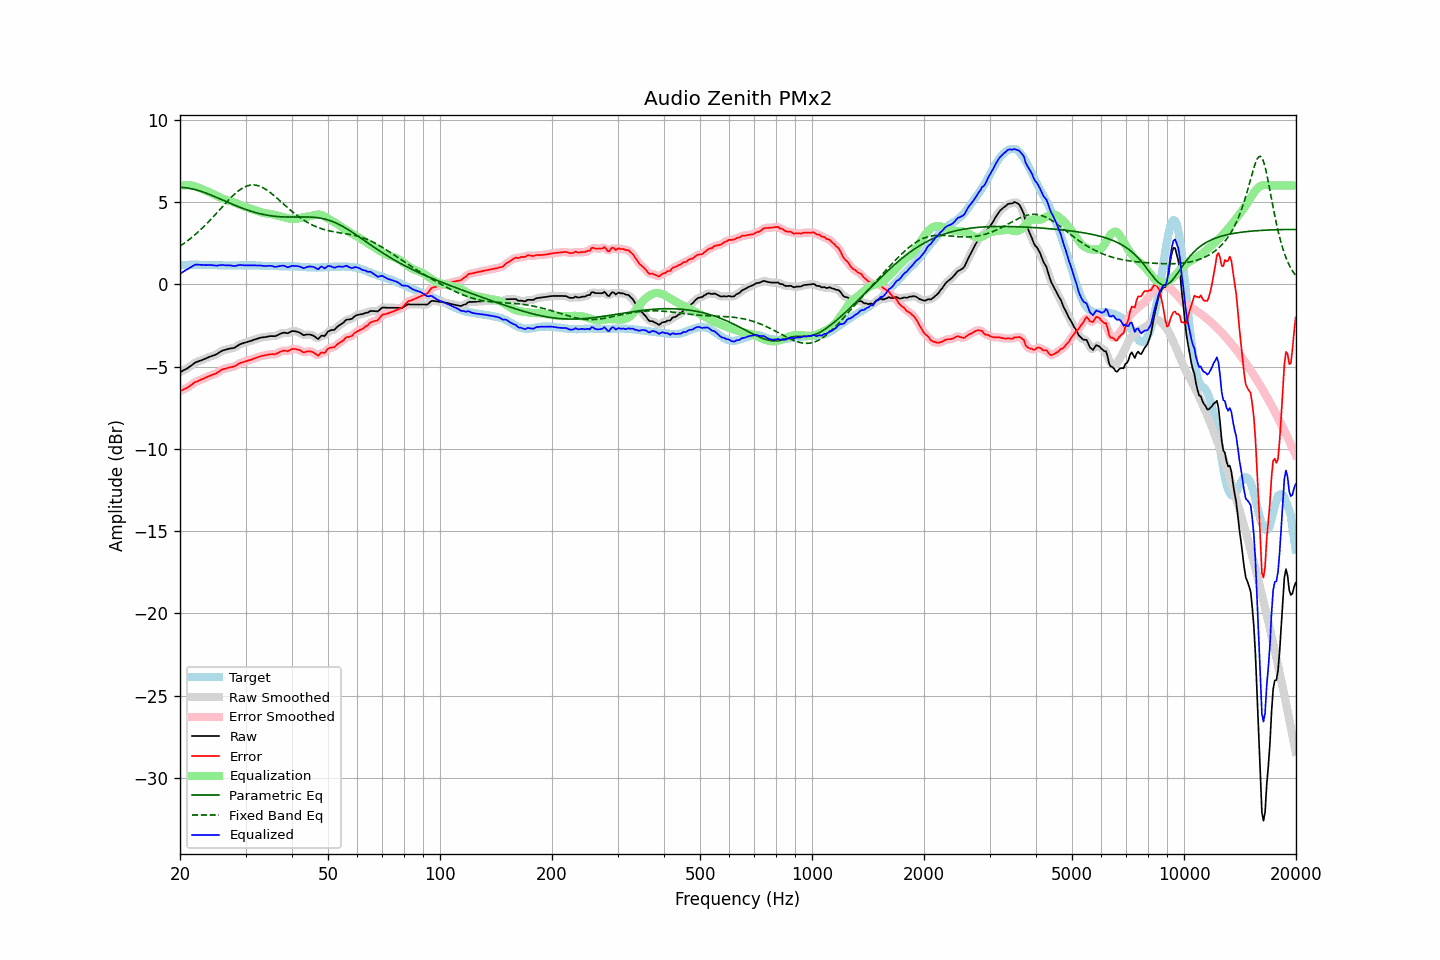 Audio Zenith PMx2
Amplitude (dBr)
10
5
0
−5
−10
−15
−20
−25
−30
Target
Raw Smoothed
Error Smoothed
Raw
Error
Equalization
Parametric Eq
Fixed Band Eq
Equalized
20
50
100
200
500
1000
2000
5000
10000
20000
Frequency (Hz)